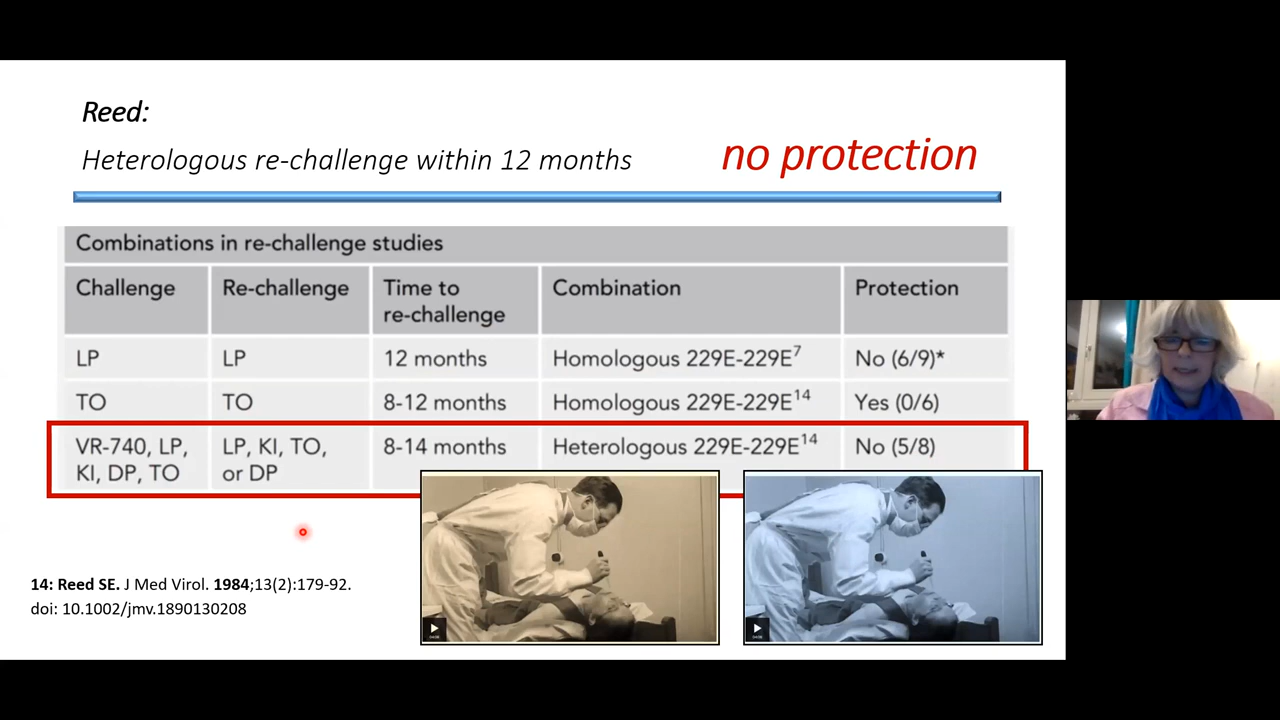 Reed:
Heterologous re-challenge within 12 months no protection
Combinations in re-challenge studies
Challenge Re-challenge Time to re-challenge Combination Protection
LP LP 12 months Homologous 229E-229E7 No (6/9)*
TO TO 8-12 months Homologous 229E-229E14 Yes (0/6)
VR-740, LP, KI, DP, TO LP, KI, TO, or DP 8-14 months Heterologous 229E-229E14 No (5/8)
14: Reed SE. J Med Virol. 1984;13(2):179-92.
doi: 10.1002/jmv.1890130208